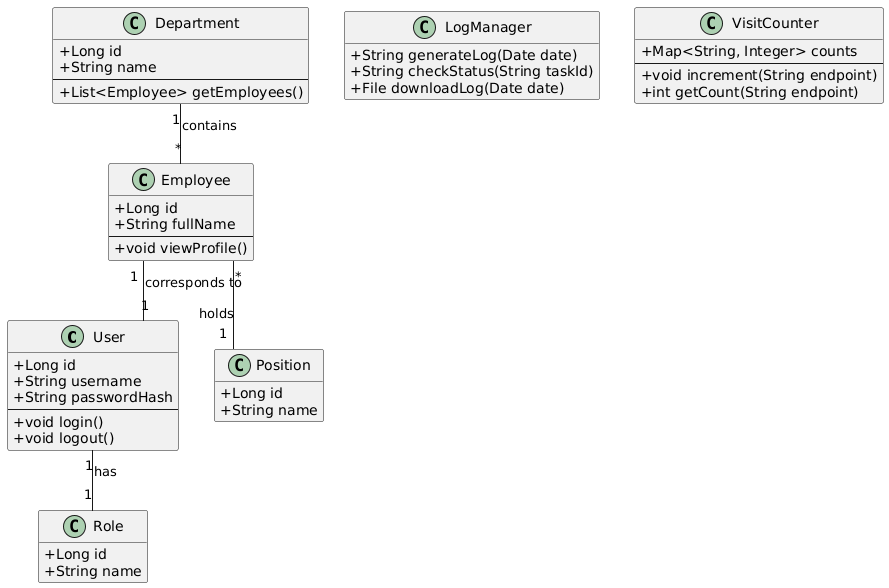 C Department
+Long id
+String name
+List<Employee> getEmployees()
C LogManager
+String generateLog(Date date)
+String checkStatus(String taskId)
+File downloadLog(Date date)
C VisitCounter
+Map<String, Integer> counts
+void increment(String endpoint)
+int getCount(String endpoint)
1
contains
*
C Employee
+Long id
+String fullName
+void viewProfile()
1
corresponds to
1
*
holds
1
C User
+Long id
+String username
+String passwordHash
+void login()
+void logout()
C Position
+Long id
+String name
1
has
1
C Role
+Long id
+String name